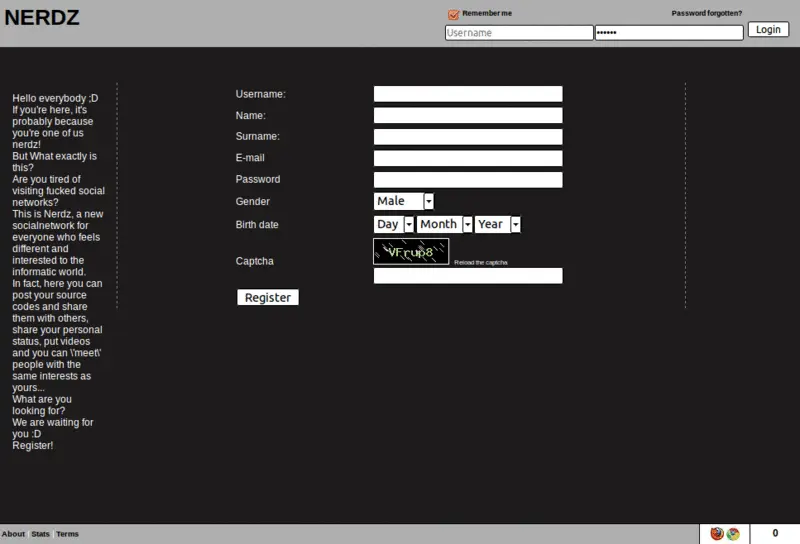 NERDZ
Remember me
Password forgotten?
Username
••••••
Login
Hello everybody ;D
If you're here, it's
probably because
you're one of us
nerdz!
But What exactly is
this?
Are you tired of
visiting fucked social
networks?
This is Nerdz, a new
socialnetwork for
everyone who feels
different and
interested to the
informatic world.
In fact, here you can
post your source
codes and share
them with others,
share your personal
status, put videos
and you can \'meet\'
people with the
same interests as
yours...
What are you
looking for?
We are waiting for
you :D
Register!
Username:
Name:
Surname:
E-mail
Password
Gender
Male
Birth date
Day
Month
Year
Captcha
VFrup8
Reload the captcha
Register
About | Stats | Terms
0